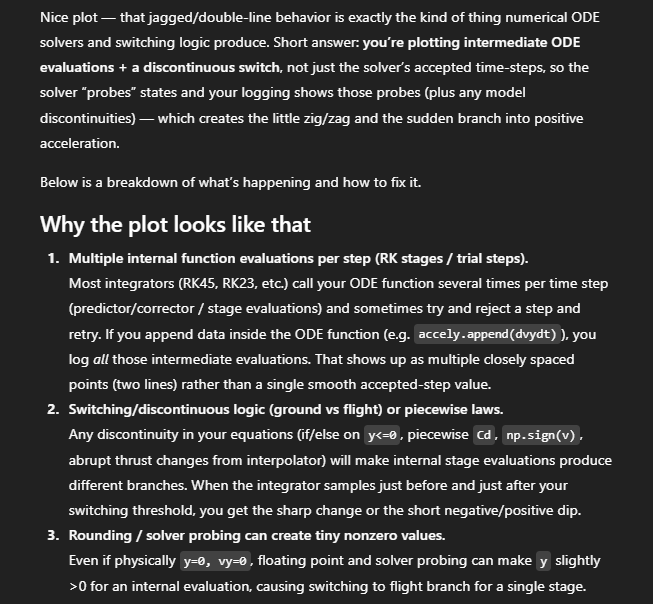 Nice plot — that jagged/double-line behavior is exactly the kind of thing numerical ODE
solvers and switching logic produce. Short answer: you're plotting intermediate ODE
evaluations + a discontinuous switch, not just the solver's accepted time-steps, so the
solver "probes" states and your logging shows those probes (plus any model
discontinuities) — which creates the little zig/zag and the sudden branch into positive
acceleration.
Below is a breakdown of what's happening and how to fix it.
Why the plot looks like that
1. Multiple internal function evaluations per step (RK stages / trial steps).
Most integrators (RK45, RK23, etc.) call your ODE function several times per time step
(predictor/corrector / stage evaluations) and sometimes try and reject a step and
retry. If you append data inside the ODE function (e.g. accely.append(dvydt) ), you
log all those intermediate evaluations. That shows up as multiple closely spaced
points (two lines) rather than a single smooth accepted-step value.
2. Switching/discontinuous logic (ground vs flight) or piecewise laws.
Any discontinuity in your equations (if/else on y<=0 , piecewise Cd , np.sign(v) ,
abrupt thrust changes from interpolator) will make internal stage evaluations produce
different branches. When the integrator samples just before and just after your
switching threshold, you get the sharp change or the short negative/positive dip.
3. Rounding / solver probing can create tiny nonzero values.
Even if physically y=0, vy=0 , floating point and solver probing can make y slightly
>0 for an internal evaluation, causing switching to flight branch for a single stage.